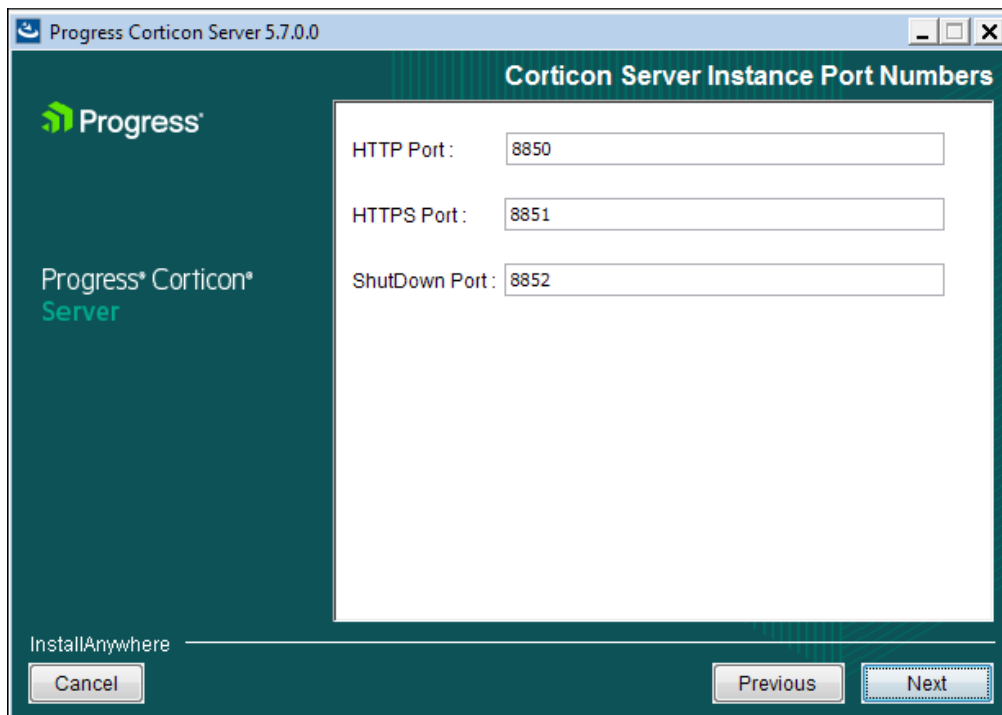 Progress Corticon Server 5.7.0.0
Corticon Server Instance Port Numbers
Progress®
HTTP Port : 8850
HTTPS Port : 8851
Progress® Corticon®
Server
ShutDown Port : 8852
InstallAnywhere
Cancel Previous Next